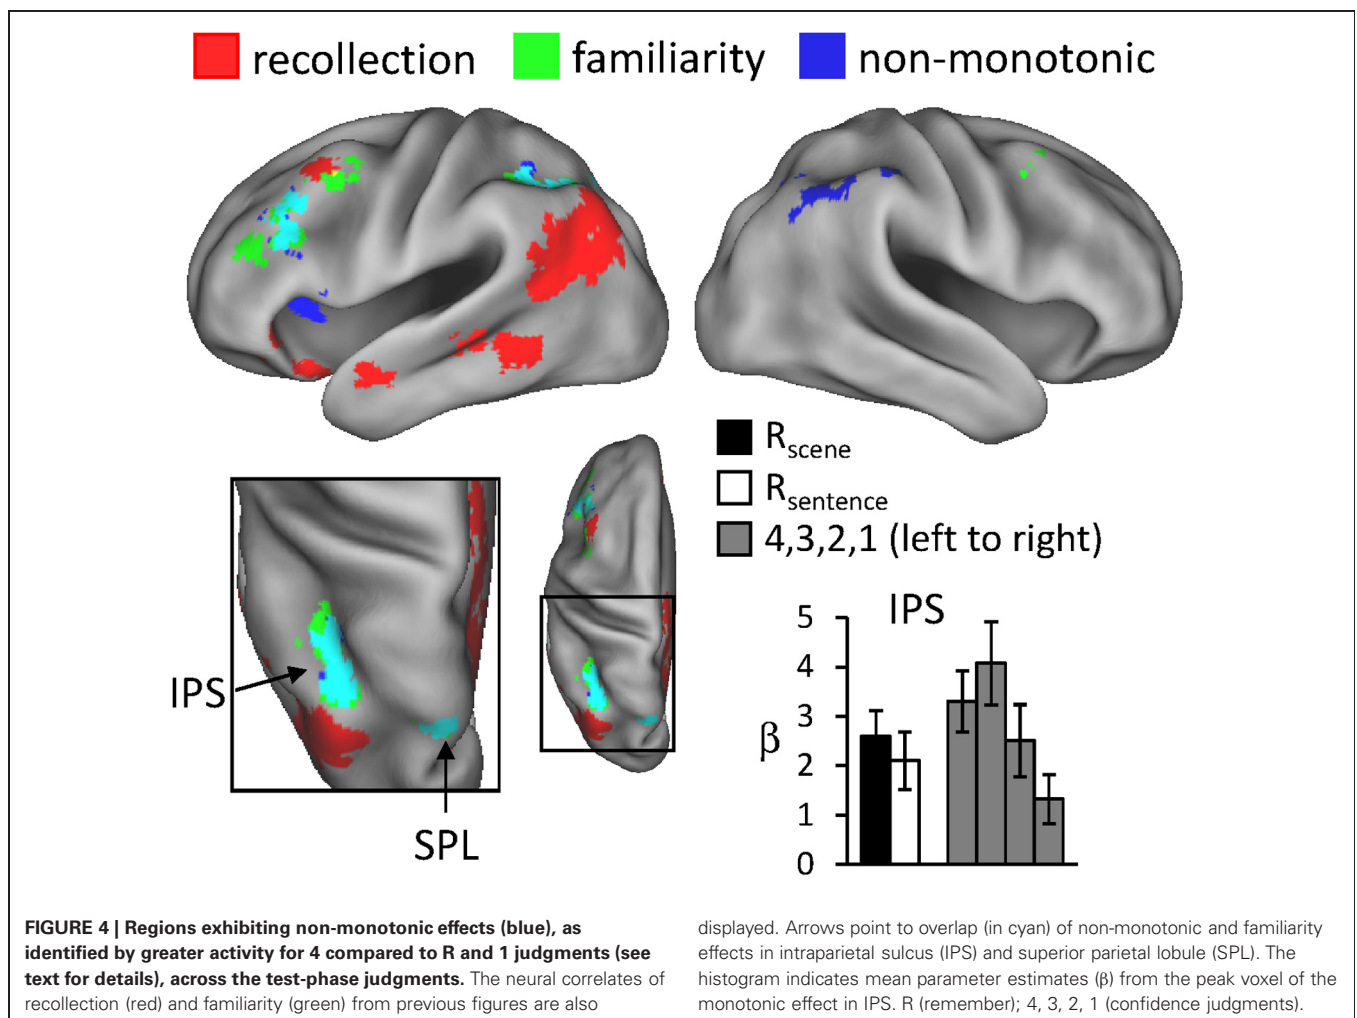 recollection familiarity non-monotonic
R scene
R sentence
4,3,2,1 (left to right)
IPS
SPL
IPS
β
5
4
3
2
1
0
FIGURE 4 | Regions exhibiting non-monotonic effects (blue), as
identified by greater activity for 4 compared to R and 1 judgments (see
text for details), across the test-phase judgments. The neural correlates of
recollection (red) and familiarity (green) from previous figures are also
displayed. Arrows point to overlap (in cyan) of non-monotonic and familiarity
effects in intraparietal sulcus (IPS) and superior parietal lobule (SPL). The
histogram indicates mean parameter estimates (β) from the peak voxel of the
monotonic effect in IPS. R (remember); 4, 3, 2, 1 (confidence judgments).